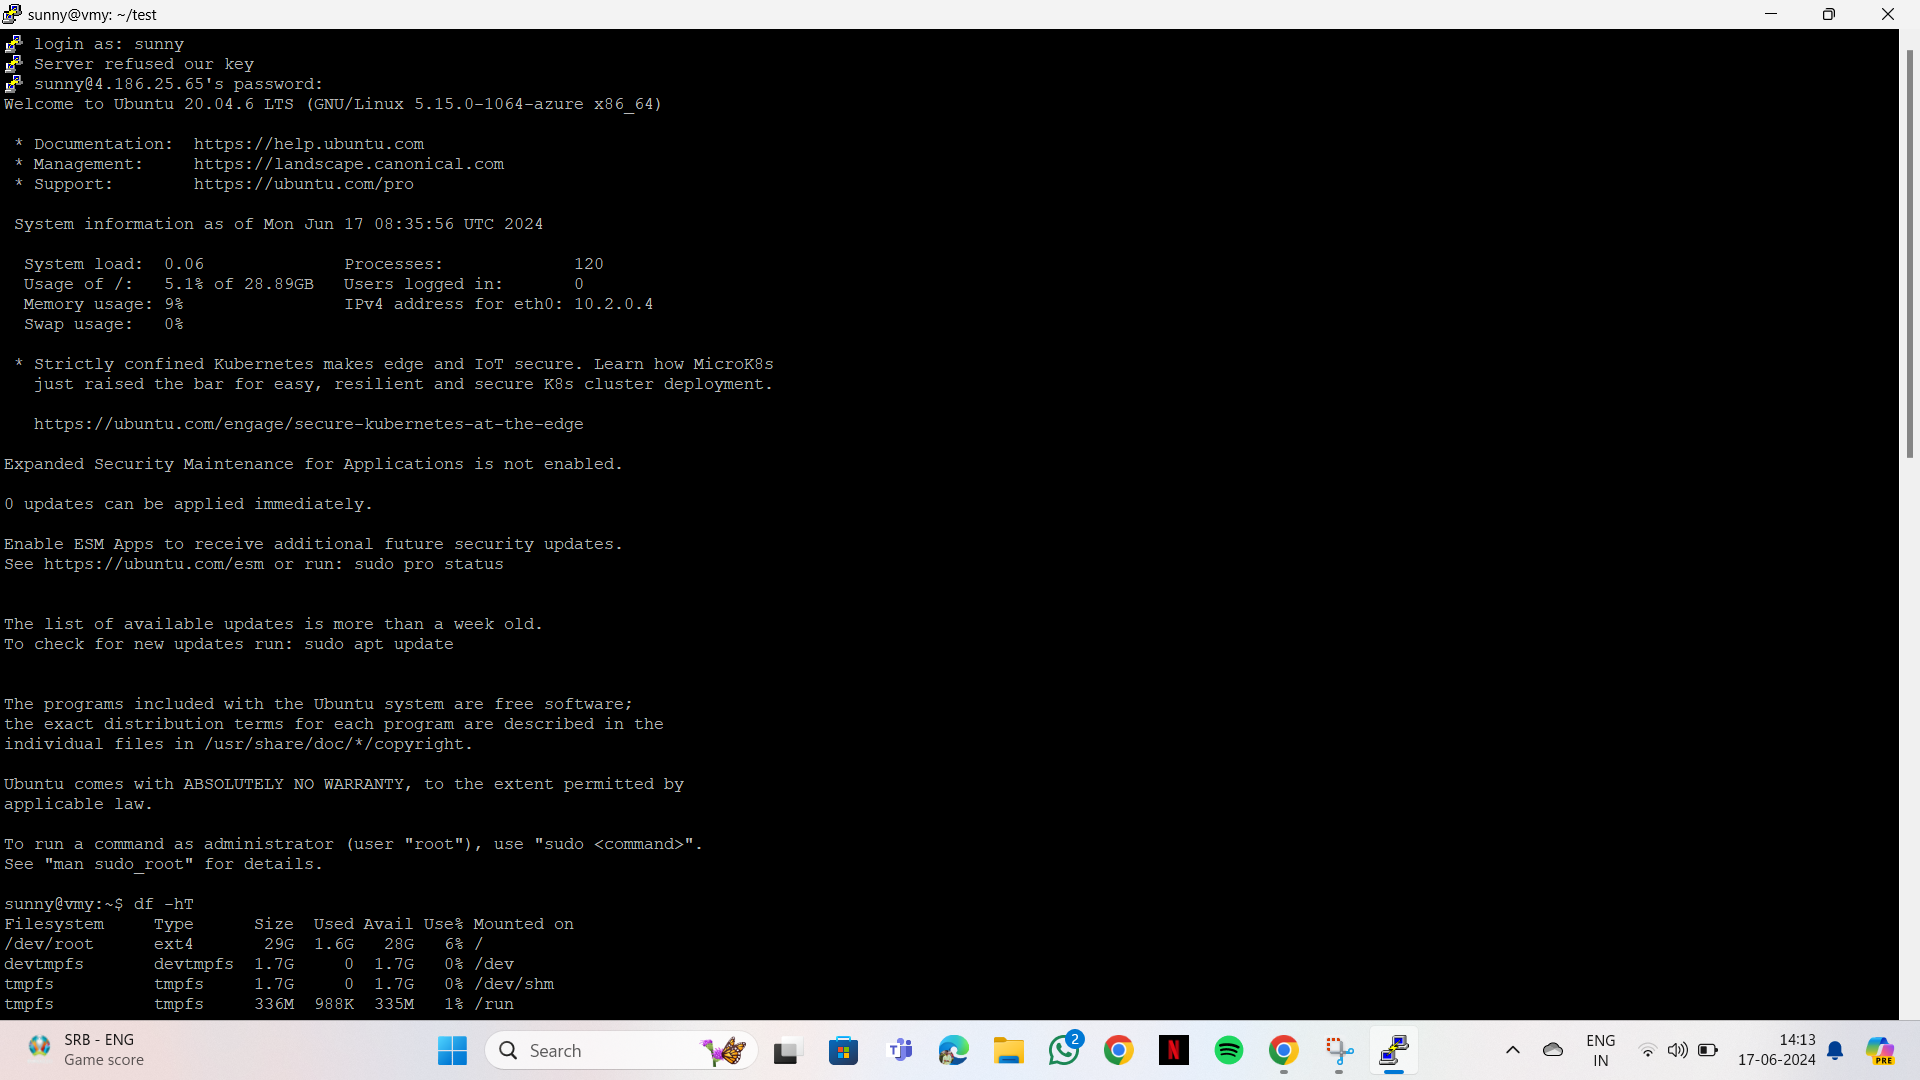 sunny@vmy: ~/test
login as: sunny
Server refused our key
sunny@4.186.25.65's password:
Welcome to Ubuntu 20.04.6 LTS (GNU/Linux 5.15.0-1064-azure x86_64)
* Documentation:  https://help.ubuntu.com
* Management:     https://landscape.canonical.com
* Support:        https://ubuntu.com/pro
System information as of Mon Jun 17 08:35:56 UTC 2024
System load:  0.06              Processes:             120
Usage of /:   5.1% of 28.89GB   Users logged in:       0
Memory usage: 9%                IPv4 address for eth0: 10.2.0.4
Swap usage:   0%
* Strictly confined Kubernetes makes edge and IoT secure. Learn how MicroK8s
just raised the bar for easy, resilient and secure K8s cluster deployment.
https://ubuntu.com/engage/secure-kubernetes-at-the-edge
Expanded Security Maintenance for Applications is not enabled.
0 updates can be applied immediately.
Enable ESM Apps to receive additional future security updates.
See https://ubuntu.com/esm or run: sudo pro status
The list of available updates is more than a week old.
To check for new updates run: sudo apt update
The programs included with the Ubuntu system are free software;
the exact distribution terms for each program are described in the
individual files in /usr/share/doc/*/copyright.
Ubuntu comes with ABSOLUTELY NO WARRANTY, to the extent permitted by
applicable law.
To run a command as administrator (user "root"), use "sudo <command>".
See "man sudo_root" for details.
sunny@vmy:~$ df -hT
Filesystem     Type      Size  Used Avail Use% Mounted on
/dev/root      ext4       29G  1.6G   28G   6% /
devtmpfs       devtmpfs  1.7G     0  1.7G   0% /dev
tmpfs          tmpfs     1.7G     0  1.7G   0% /dev/shm
tmpfs          tmpfs     336M  988K  335M   1% /run
SRB - ENG
Game score
Search
2
N
ENG
IN
14:13
17-06-2024
PRE